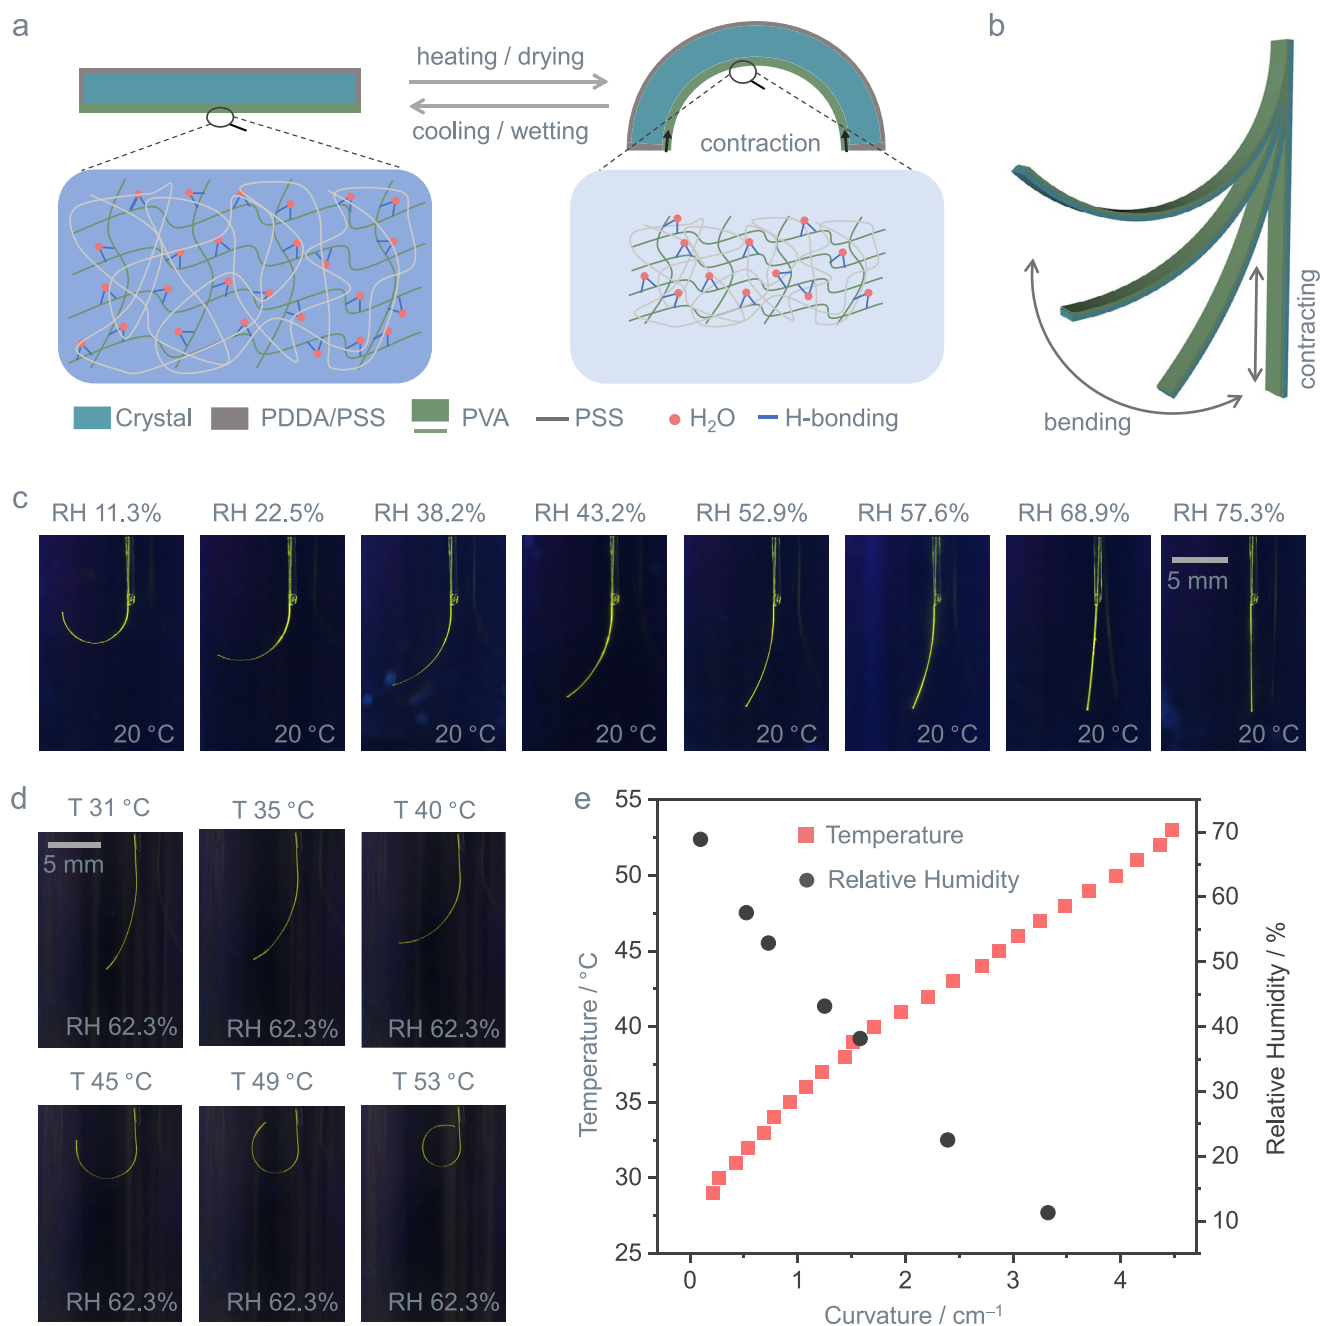 a
heating / drying
cooling / wetting
contraction
Crystal
PDDA/PSS
PVA
PSS
H₂O
H-bonding
b
contracting
bending
c
RH 11.3%
RH 22.5%
RH 38.2%
RH 43.2%
RH 52.9%
RH 57.6%
RH 68.9%
RH 75.3%
5 mm
20 °C
20 °C
20 °C
20 °C
20 °C
20 °C
20 °C
20 °C
d
T 31 °C
T 35 °C
T 40 °C
5 mm
RH 62.3%
RH 62.3%
RH 62.3%
T 45 °C
T 49 °C
T 53 °C
RH 62.3%
RH 62.3%
RH 62.3%
e
Temperature
Relative Humidity
55
50
45
40
35
30
25
Temperature / °C
70
60
50
40
30
20
10
Relative Humidity / %
0
1
2
3
4
Curvature / cm⁻¹